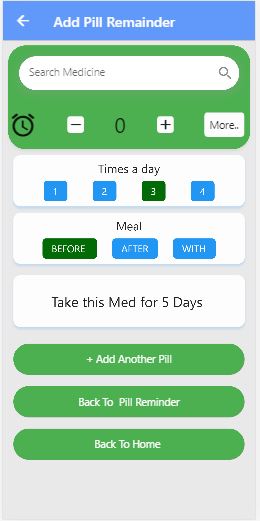 Add Pill Remainder
Search Medicine
0
More..
Times a day
1 2 3 4
Meal
BEFORE AFTER WITH
Take this Med for 5 Days
+ Add Another Pill
Back To Pill Reminder
Back To Home